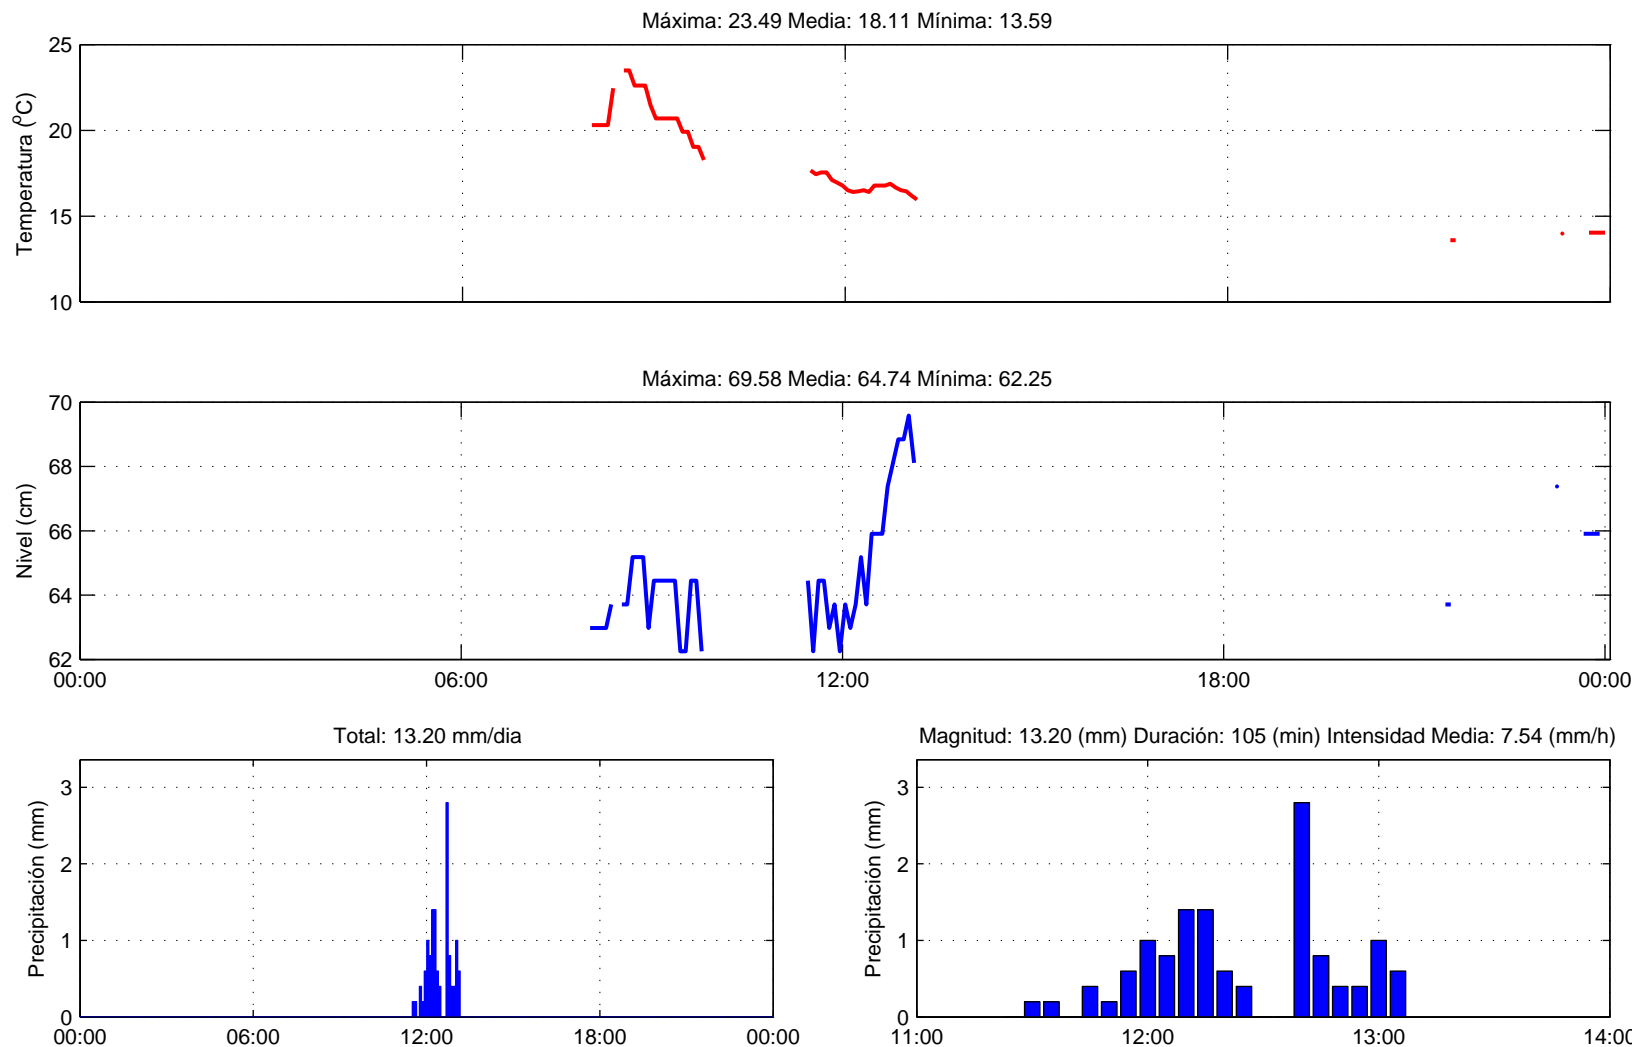 Máxima: 23.49 Media: 18.11 Mínima: 13.59
Temperatura (ºC)
25
20
15
10
Máxima: 69.58 Media: 64.74 Mínima: 62.25
Nivel (cm)
70
68
66
64
62
00:00 06:00 12:00 18:00 00:00
Total: 13.20 mm/dia
Precipitación (mm)
3
2
1
0
00:00 06:00 12:00 18:00 00:00
Magnitud: 13.20 (mm) Duración: 105 (min) Intensidad Media: 7.54 (mm/h)
Precipitación (mm)
3
2
1
0
11:00 12:00 13:00 14:00